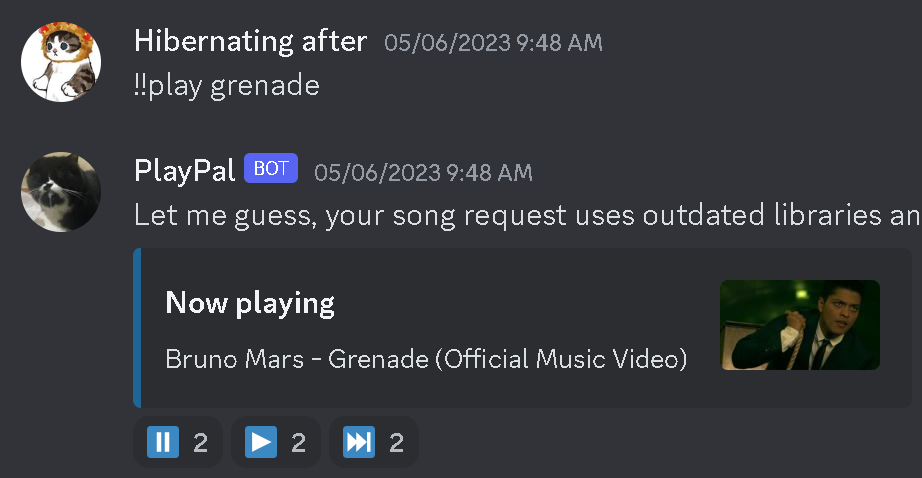 Hibernating after 05/06/2023 9:48 AM
!!play grenade
PlayPal BOT 05/06/2023 9:48 AM
Let me guess, your song request uses outdated libraries an
Now playing
Bruno Mars - Grenade (Official Music Video)
2 2 2